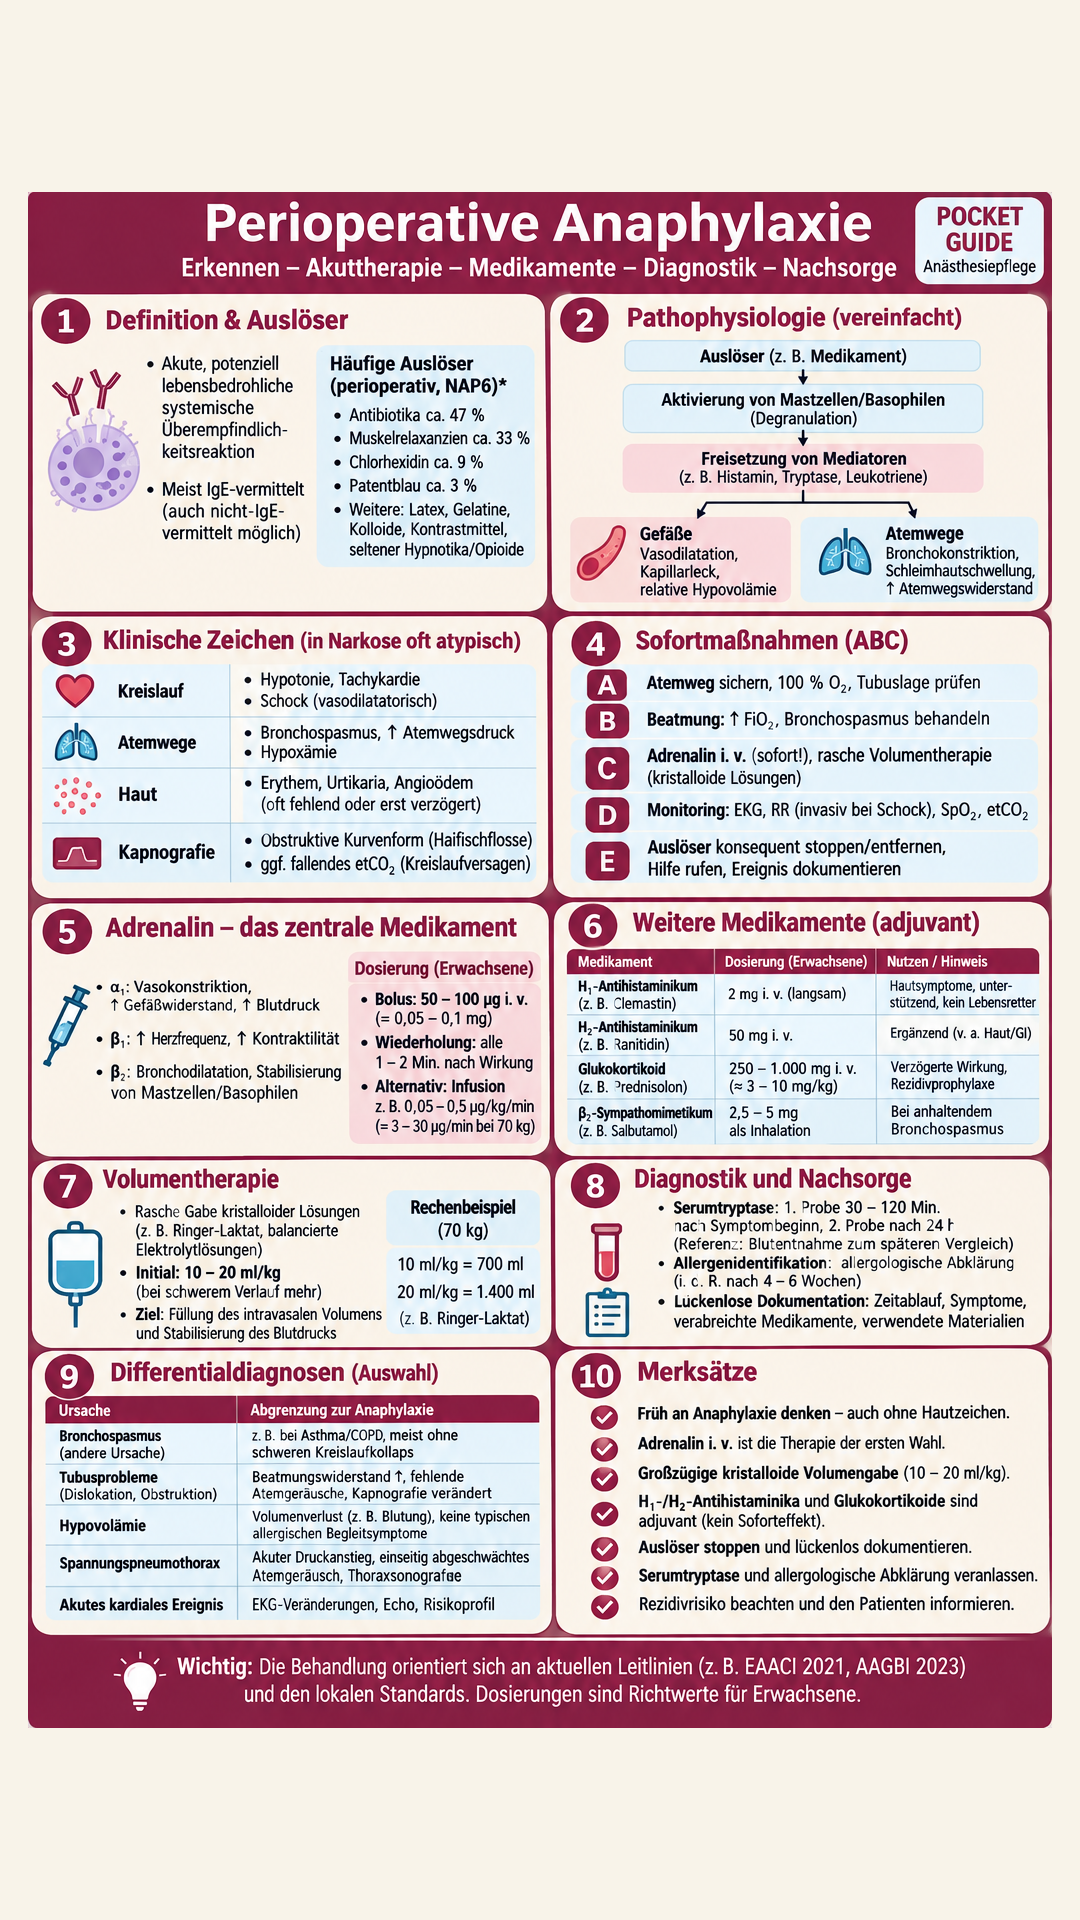 Perioperative Anaphylaxie
Erkennen – Akuttherapie – Medikamente – Diagnostik – Nachsorge
POCKET
GUIDE
Anästhesiepflege
1 Definition & Auslöser
• Akute, potenziell
lebensbedrohliche
systemische
Überempfindlich-
keitsreaktion
• Meist IgE-vermittelt
(auch nicht-IgE-
vermittelt möglich)
Häufige Auslöser
(perioperativ, NAP6)*
• Antibiotika ca. 47 %
• Muskelrelaxanzien ca. 33 %
• Chlorhexidin ca. 9 %
• Patentblau ca. 3 %
• Weitere: Latex, Gelatine,
Kolloide, Kontrastmittel,
seltener Hypnotika/Opioide
2 Pathophysiologie (vereinfacht)
Auslöser (z. B. Medikament)
Aktivierung von Mastzellen/Basophilen
(Degranulation)
Freisetzung von Mediatoren
(z. B. Histamin, Tryptase, Leukotriene)
Gefäße
Vasodilatation,
Kapillarleck,
relative Hypovolämie
Atemwege
Bronchokonstriktion,
Schleimhautschwellung,
↑ Atemwegswiderstand
3 Klinische Zeichen (in Narkose oft atypisch)
Kreislauf
• Hypotonie, Tachykardie
• Schock (vasodilatatorisch)
Atemwege
• Bronchospasmus, ↑ Atemwegsdruck
• Hypoxämie
Haut
• Erythem, Urtikaria, Angioödem
(oft fehlend oder erst verzögert)
Kapnografie
• Obstruktive Kurvenform (Haifischflosse)
• ggf. fallendes etCO₂ (Kreislaufversagen)
4 Sofortmaßnahmen (ABC)
A Atemweg sichern, 100 % O₂, Tubuslage prüfen
B Beatmung: ↑ FiO₂, Bronchospasmus behandeln
C Adrenalin i. v. (sofort!), rasche Volumentherapie
(kristalloide Lösungen)
D Monitoring: EKG, RR (invasiv bei Schock), SpO₂, etCO₂
E Auslöser konsequent stoppen/entfernen,
Hilfe rufen, Ereignis dokumentieren
5 Adrenalin – das zentrale Medikament
• α₁: Vasokonstriktion,
↑ Gefäßwiderstand, ↑ Blutdruck
• β₁: ↑ Herzfrequenz, ↑ Kontraktilität
• β₂: Bronchodilatation, Stabilisierung
von Mastzellen/Basophilen
Dosierung (Erwachsene)
• Bolus: 50 – 100 µg i. v.
(= 0,05 – 0,1 mg)
• Wiederholung: alle
1 – 2 Min. nach Wirkung
• Alternativ: Infusion
z. B. 0,05 – 0,5 µg/kg/min
(= 3 – 30 µg/min bei 70 kg)
6 Weitere Medikamente (adjuvant)
Medikament Dosierung (Erwachsene) Nutzen / Hinweis
H₁-Antihistaminikum
(z. B. Clemastin)
2 mg i. v. (langsam)
Hautsymptome, unter-
stützend, kein Lebensretter
H₂-Antihistaminikum
(z. B. Ranitidin)
50 mg i. v.
Ergänzend (v. a. Haut/GI)
Glukokortikoid
(z. B. Prednisolon)
250 – 1.000 mg i. v.
(≈ 3 – 10 mg/kg)
Verzögerte Wirkung,
Rezidivprophylaxe
β₂-Sympathomimetikum
(z. B. Salbutamol)
2,5 – 5 mg
als Inhalation
Bei anhaltendem
Bronchospasmus
7 Volumentherapie
• Rasche Gabe kristalloider Lösungen
(z. B. Ringer-Laktat, balancierte
Elektrolytlösungen)
• Initial: 10 – 20 ml/kg
(bei schwerem Verlauf mehr)
• Ziel: Füllung des intravasalen Volumens
und Stabilisierung des Blutdrucks
Rechenbeispiel
(70 kg)
10 ml/kg = 700 ml
20 ml/kg = 1.400 ml
(z. B. Ringer-Laktat)
8 Diagnostik und Nachsorge
• Serumtryptase: 1. Probe 30 – 120 Min.
nach Symptombeginn, 2. Probe nach 24 h
(Referenz: Blutentnahme zum späteren Vergleich)
• Allergenidentifikation: allergologische Abklärung
(i. d. R. nach 4 – 6 Wochen)
• Lückenlose Dokumentation: Zeitablauf, Symptome,
verabreichte Medikamente, verwendete Materialien
9 Differentialdiagnosen (Auswahl)
Ursache Abgrenzung zur Anaphylaxie
Bronchospasmus
(andere Ursache)
z. B. bei Asthma/COPD, meist ohne
schweren Kreislaufkollaps
Tubusprobleme
(Dislokation, Obstruktion)
Beatmungswiderstand ↑, fehlende
Atemgeräusche, Kapnografie verändert
Hypovolämie
Volumenverlust (z. B. Blutung), keine typischen
allergischen Begleitsymptome
Spannungspneumothorax
Akuter Druckanstieg, einseitig abgeschwächtes
Atemgeräusch, Thoraxsonografie
Akutes kardiales Ereignis
EKG-Veränderungen, Echo, Risikoprofil
10 Merksätze
Früh an Anaphylaxie denken – auch ohne Hautzeichen.
Adrenalin i. v. ist die Therapie der ersten Wahl.
Großzügige kristalloide Volumengabe (10 – 20 ml/kg).
H₁-/H₂-Antihistaminika und Glukokortikoide sind
adjuvant (kein Soforteffekt).
Auslöser stoppen und lückenlos dokumentieren.
Serumtryptase und allergologische Abklärung veranlassen.
Rezidivrisiko beachten und den Patienten informieren.
Wichtig: Die Behandlung orientiert sich an aktuellen Leitlinien (z. B. EAACI 2021, AAGBI 2023)
und den lokalen Standards. Dosierungen sind Richtwerte für Erwachsene.